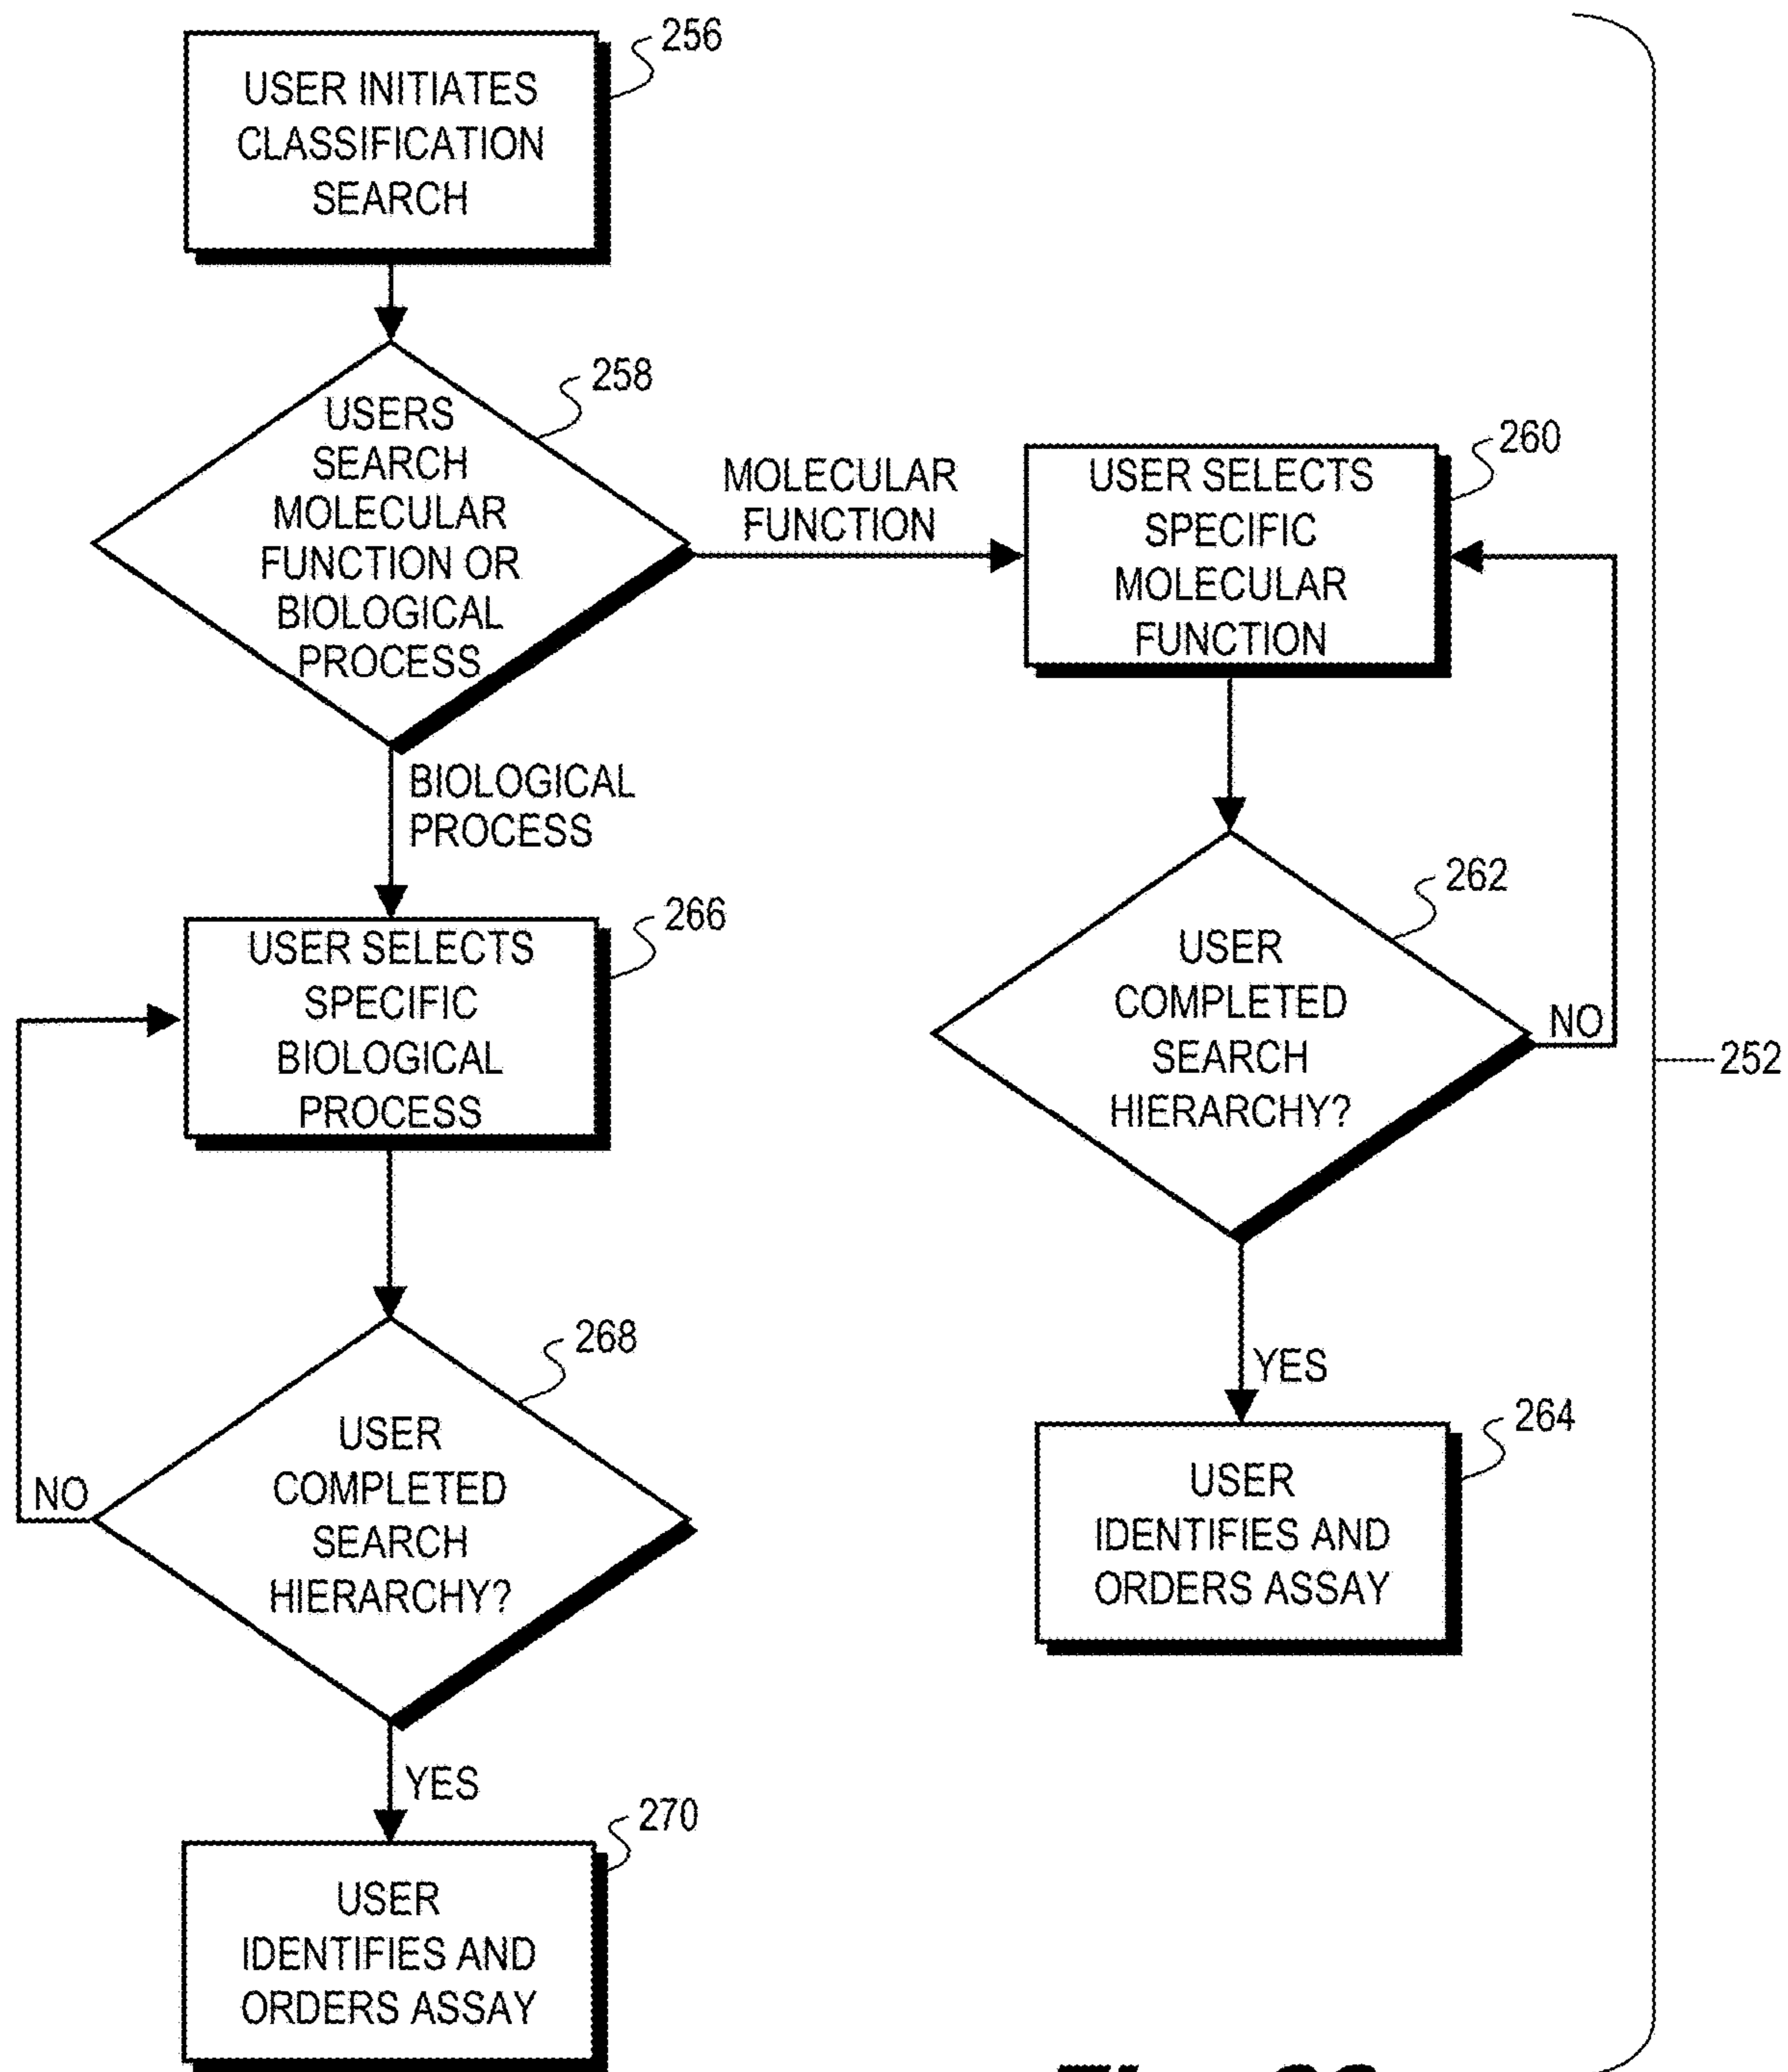 256
USER INITIATES
CLASSIFICATION
SEARCH
258
USERS
SEARCH
MOLECULAR
FUNCTION OR
BIOLOGICAL
PROCESS
MOLECULAR
FUNCTION
260
USER SELECTS
SPECIFIC
MOLECULAR
FUNCTION
BIOLOGICAL
PROCESS
262
USER
COMPLETED
SEARCH
HIERARCHY?
NO
252
266
USER SELECTS
SPECIFIC
BIOLOGICAL
PROCESS
YES
264
USER
IDENTIFIES AND
ORDERS ASSAY
268
USER
COMPLETED
SEARCH
HIERARCHY?
NO
YES
270
USER
IDENTIFIES AND
ORDERS ASSAY